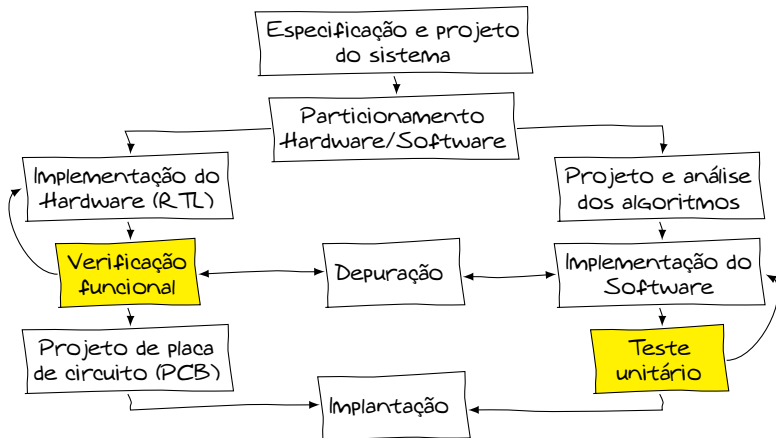 Especificação e projeto
do sistema
Particionamento
Hardware/Software
Implementação do
Hardware (RTL)
Projeto e análise
dos algoritmos
Verificação
funcional
Depuração
Implementação do
Software
Projeto de placa
de circuito (PCB)
Teste
unitário
Implantação